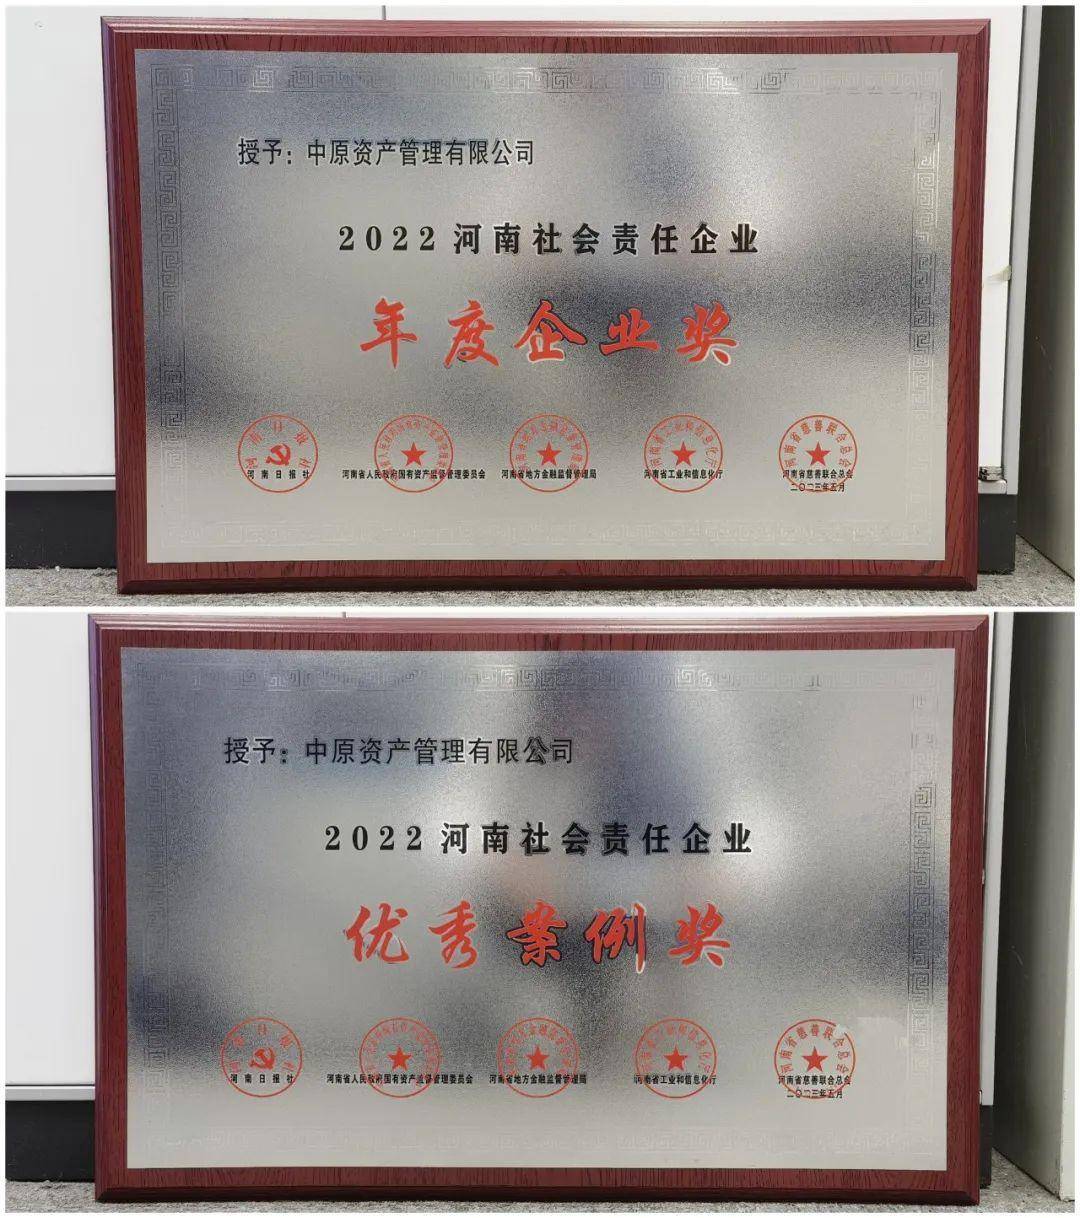 授予：中原资产管理有限公司
2022河南社会责任企业
年度企业奖
河南日报社 河南省人民政府国有资产监督管理委员会 河南省地方金融监督管理局 河南省工业和信息化厅 河南省慈善联合总会
二〇二三年五月
授予：中原资产管理有限公司
2022河南社会责任企业
优秀案例奖
河南日报社 河南省人民政府国有资产监督管理委员会 河南省地方金融监督管理局 河南省工业和信息化厅 河南省慈善联合总会
二〇二三年五月